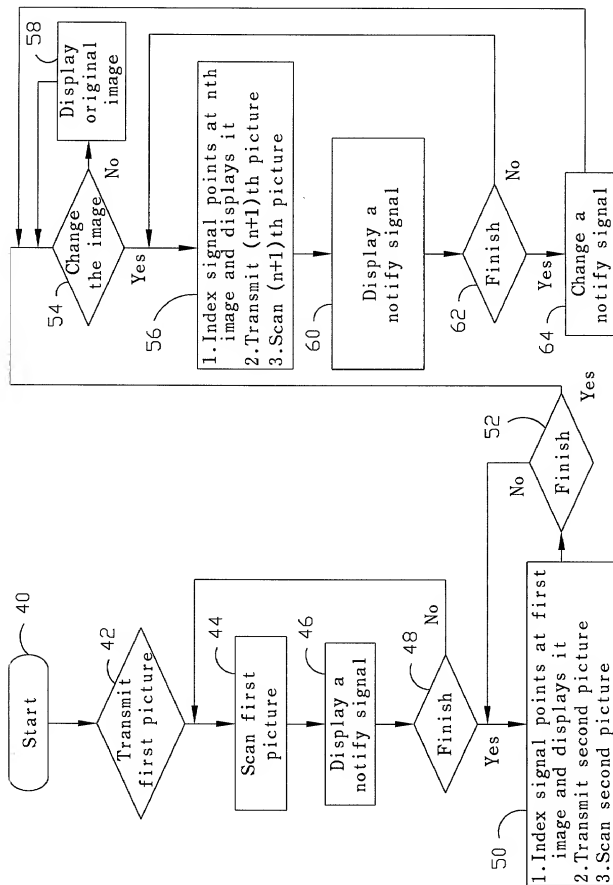 40
Start
42
Transmit
first picture
44
Scan first
picture
46
Display a
notify signal
48
Finish
No
Yes
50
1.Index signal points at first
image and displays it
2.Transmit second picture
3.Scan second picture
52
Finish
No
Yes
54
Change
the image
No
Yes
58
Display
original
image
56
1.Index signal points at nth
image and displays it
2.Transmit (n+1)th picture
3.Scan (n+1)th picture
60
Display a
notify signal
62
Finish
No
Yes
64
Change a
notify signal